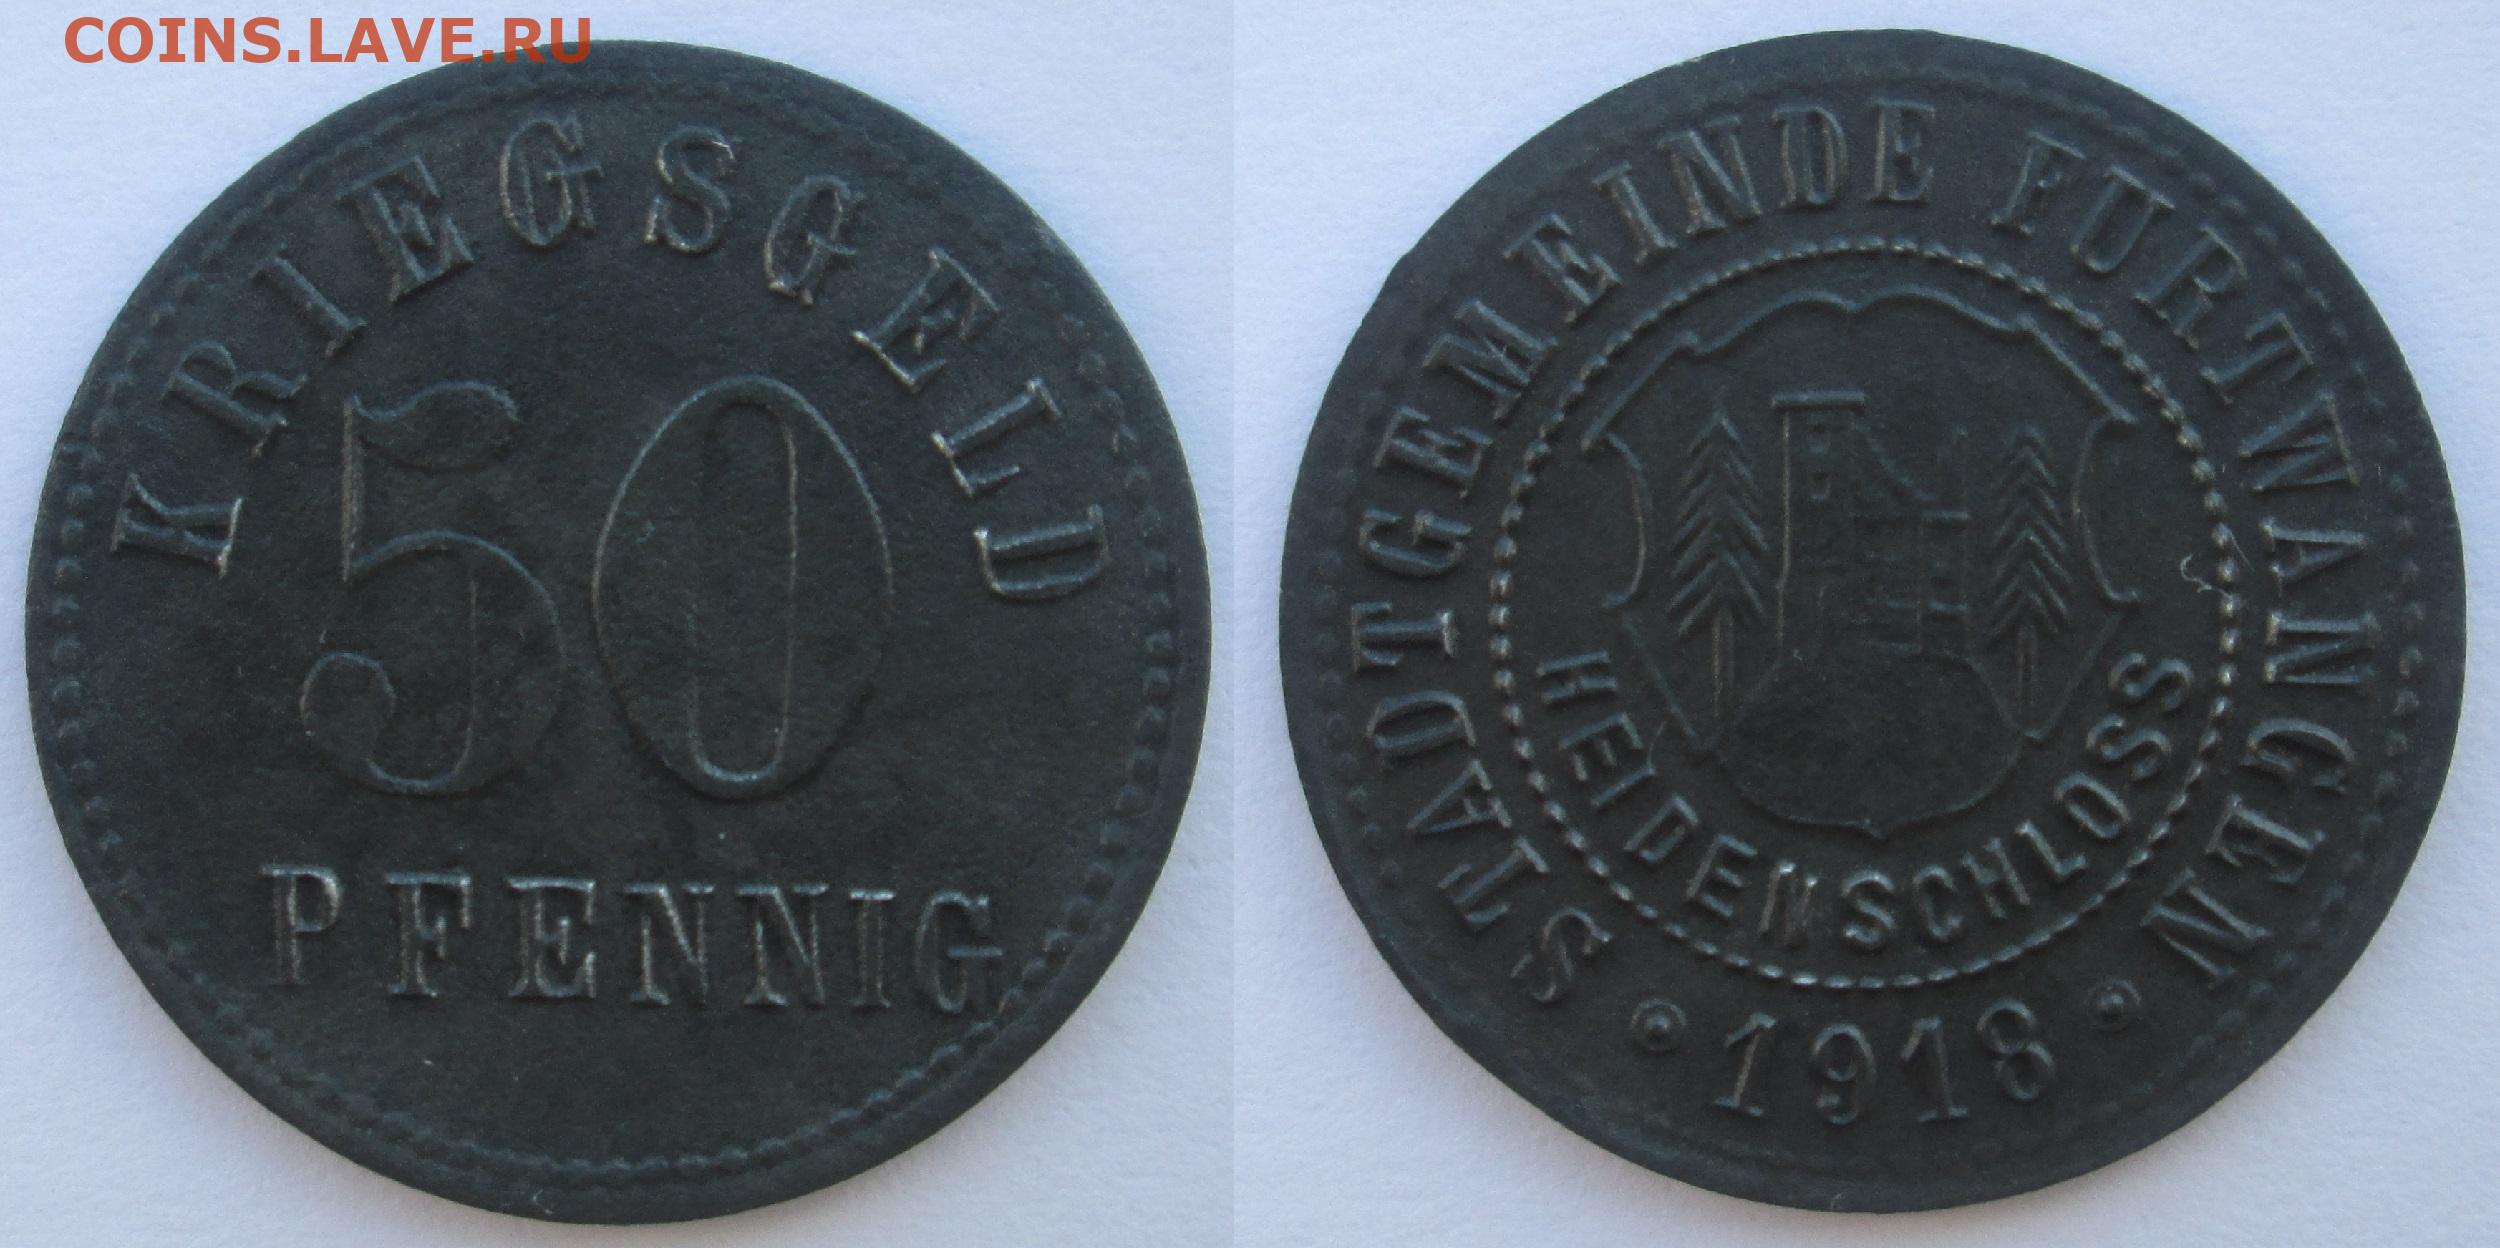 COINS.LAVE.RU
KRIEGSGELD
50
PFENNIG
STADTGEMEINDE FURTWANGEN
HEIDENSCHLOSS
• 1918 •